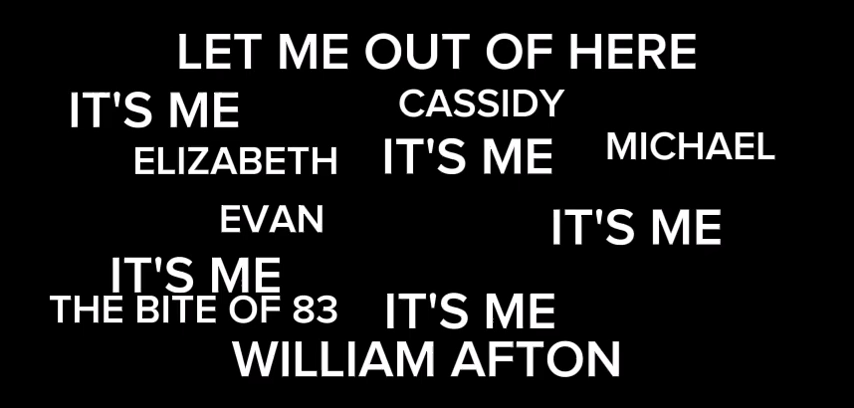 LET ME OUT OF HERE
IT'S ME
CASSIDY
ELIZABETH
IT'S ME
MICHAEL
EVAN
IT'S ME
IT'S ME
THE BITE OF 83
IT'S ME
WILLIAM AFTON